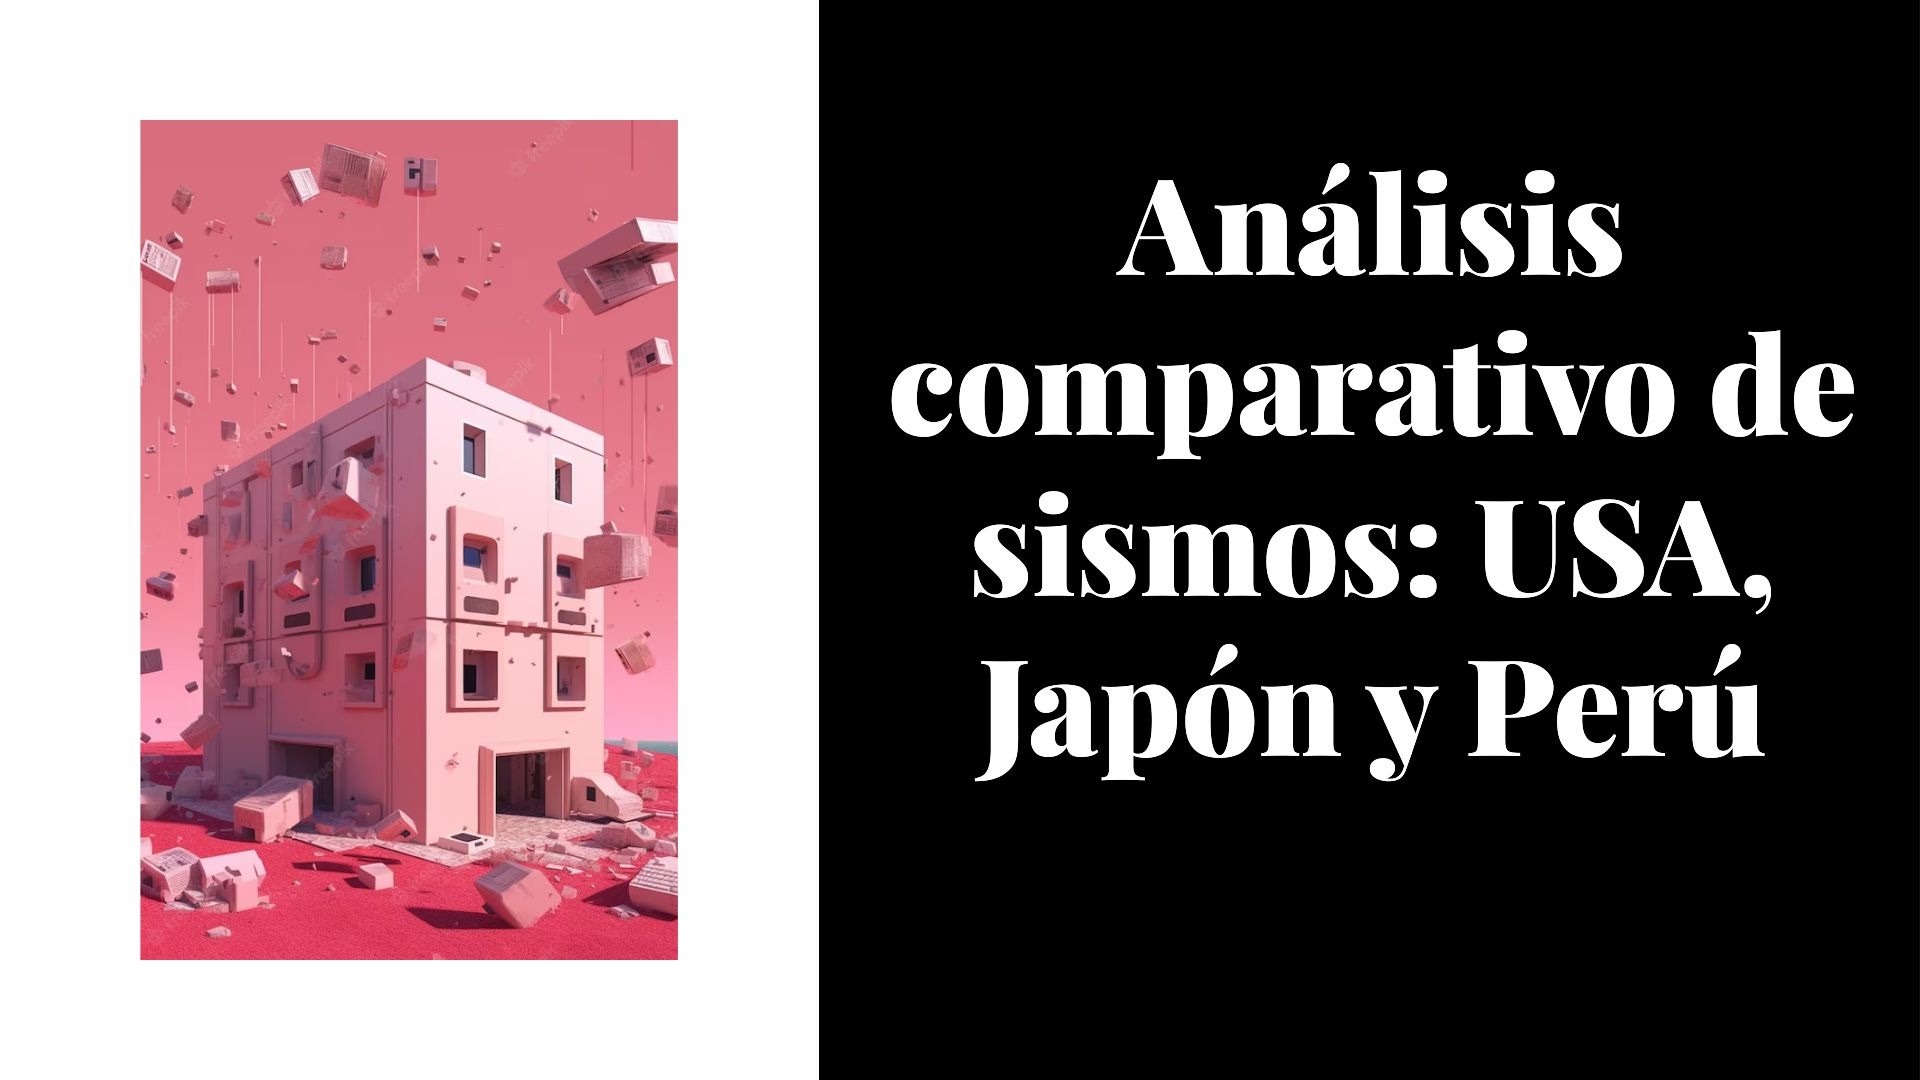 Análisis
comparativo de
sismos: USA,
Japón y Perú